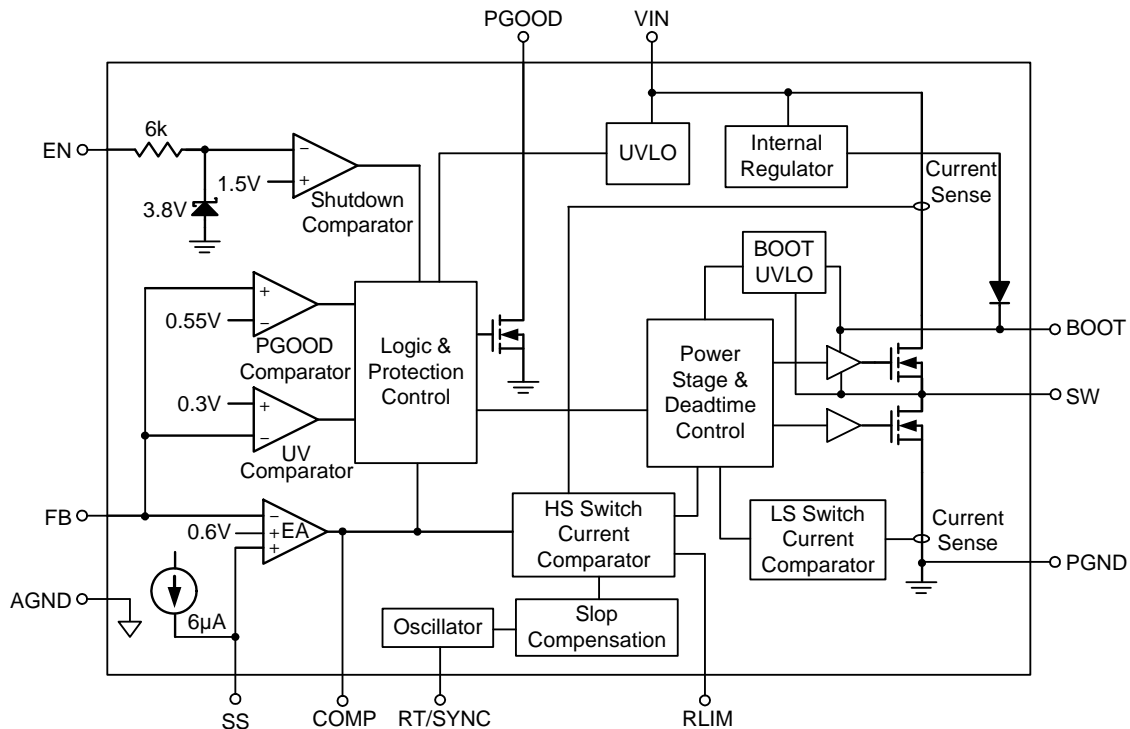 PGOOD
VIN
6k
EN
1.5V
3.8V
Shutdown
Comparator
UVLO
Internal
Regulator
Current
Sense
BOOT
UVLO
0.55V
PGOOD
Comparator
Logic &
Protection
Control
Power
Stage &
Deadtime
Control
BOOT
SW
0.3V
UV
Comparator
FB
0.6V
EA
HS Switch
Current
Comparator
LS Switch
Current
Comparator
Current
Sense
PGND
AGND
6µA
Oscillator
Slop
Compensation
SS
COMP
RT/SYNC
RLIM